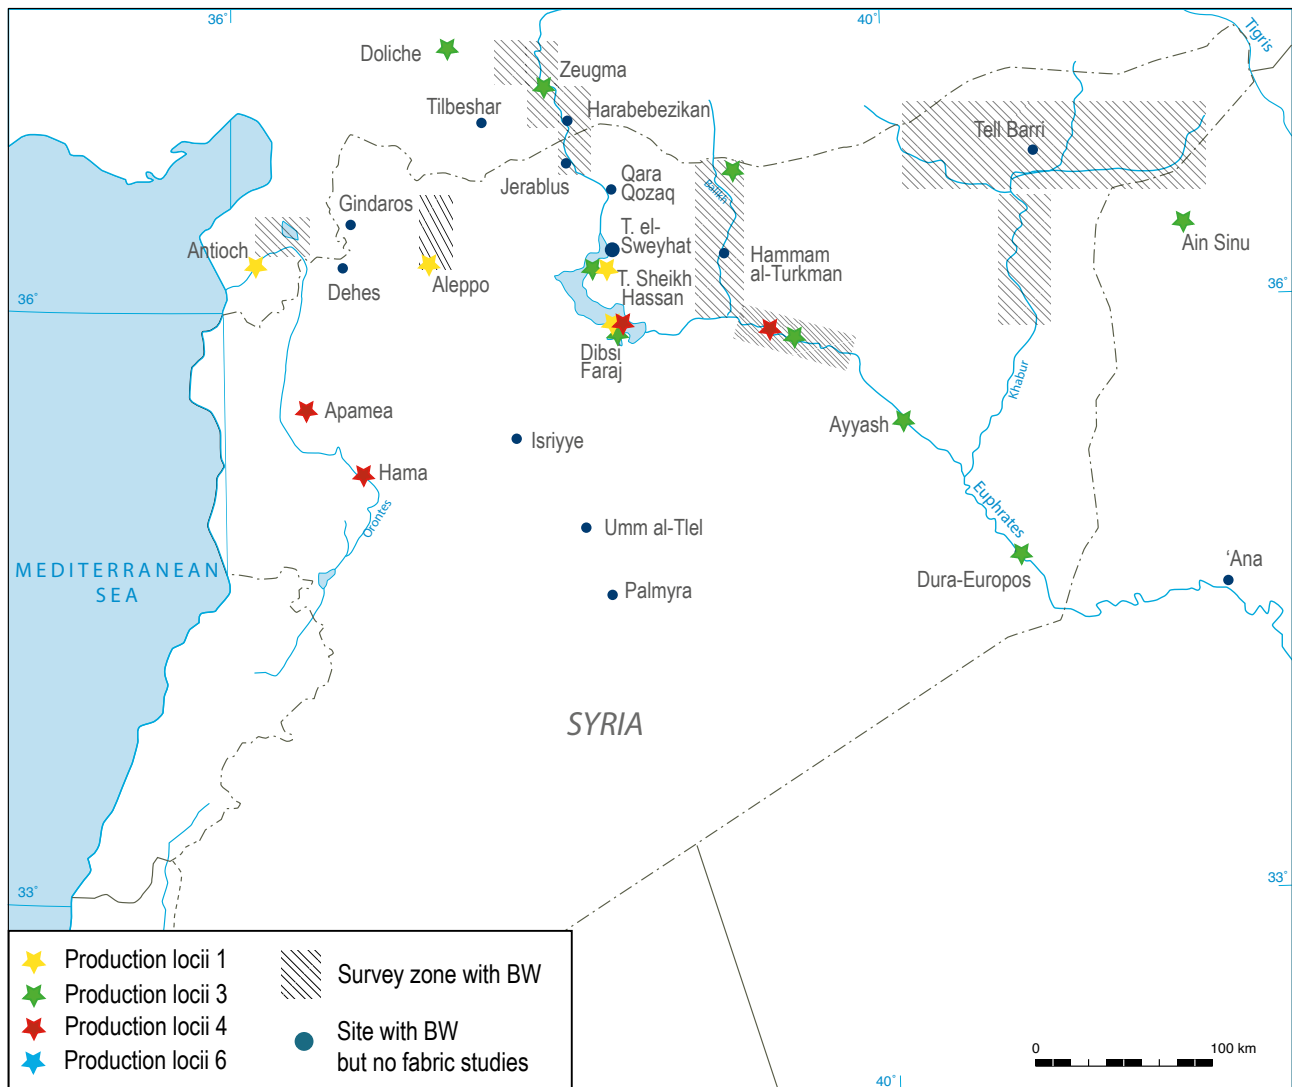 36°
40°
Tigris
Doliche
Zeugma
Tilbeshar
Harabebezikan
Tell Barri
Jerablus
Qara
Qozaq
Balikh
Gindaros
Antioch
T. el-
Sweyhat
Hammam
al-Turkman
Ain Sinu
Dehes
Aleppo
T. Sheikh
Hassan
36°
36°
Dibsi
Faraj
Khabur
Apamea
Isriyye
Ayyash
Hama
Orontes
Euphrates
Umm al-Tlel
MEDITERRANEAN
SEA
Dura-Europos
‘Ana
Palmyra
SYRIA
33°
33°
Production locii 1
Production locii 3
Production locii 4
Production locii 6
Survey zone with BW
Site with BW
but no fabric studies
0 100 km
40°